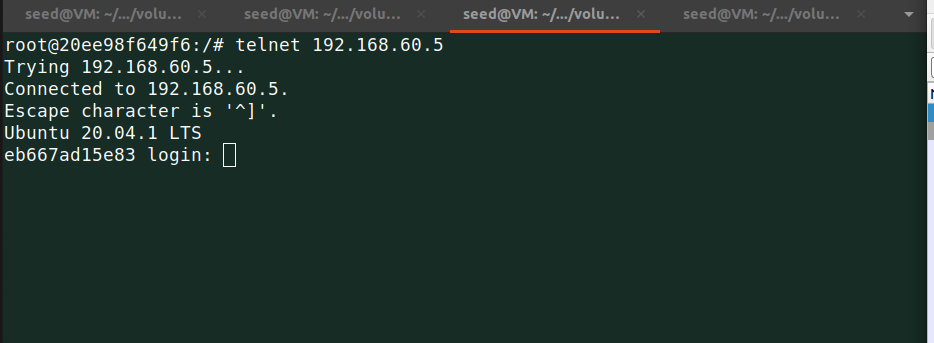 seed@VM: ~/.../volu... × seed@VM: ~/.../volu... × seed@VM: ~/.../volu... × seed@VM: ~/.../volu... ×
root@20ee98f649f6:/# telnet 192.168.60.5
Trying 192.168.60.5...
Connected to 192.168.60.5.
Escape character is '^]'.
Ubuntu 20.04.1 LTS
eb667ad15e83 login: